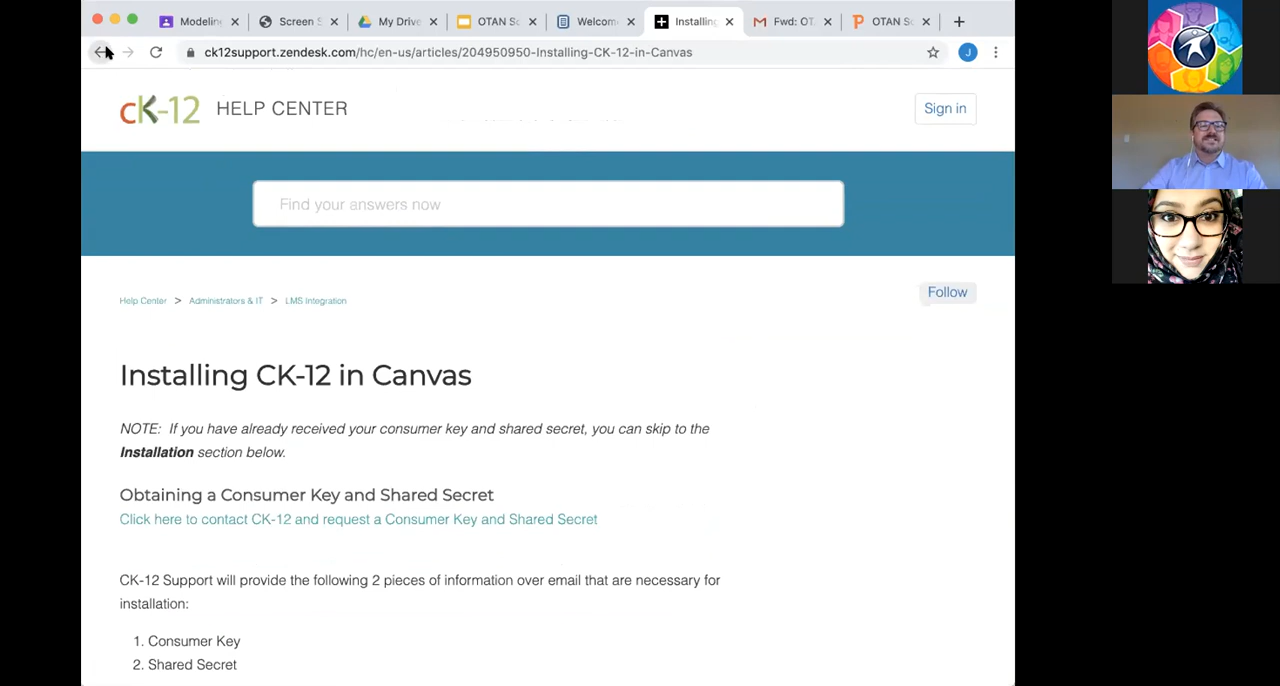 Modeling
Screen S
My Drive
OTAN Sc
Welcome
Installing
Fwd: OT
OTAN Sc
ck12support.zendesk.com/hc/en-us/articles/204950950-Installing-CK-12-in-Canvas
J
cK-12 HELP CENTER
Sign in
Find your answers now
Help Center > Administrators & IT > LMS Integration
Follow
Installing CK-12 in Canvas
NOTE: If you have already received your consumer key and shared secret, you can skip to the
Installation section below.
Obtaining a Consumer Key and Shared Secret
Click here to contact CK-12 and request a Consumer Key and Shared Secret
CK-12 Support will provide the following 2 pieces of information over email that are necessary for
installation:
1. Consumer Key
2. Shared Secret